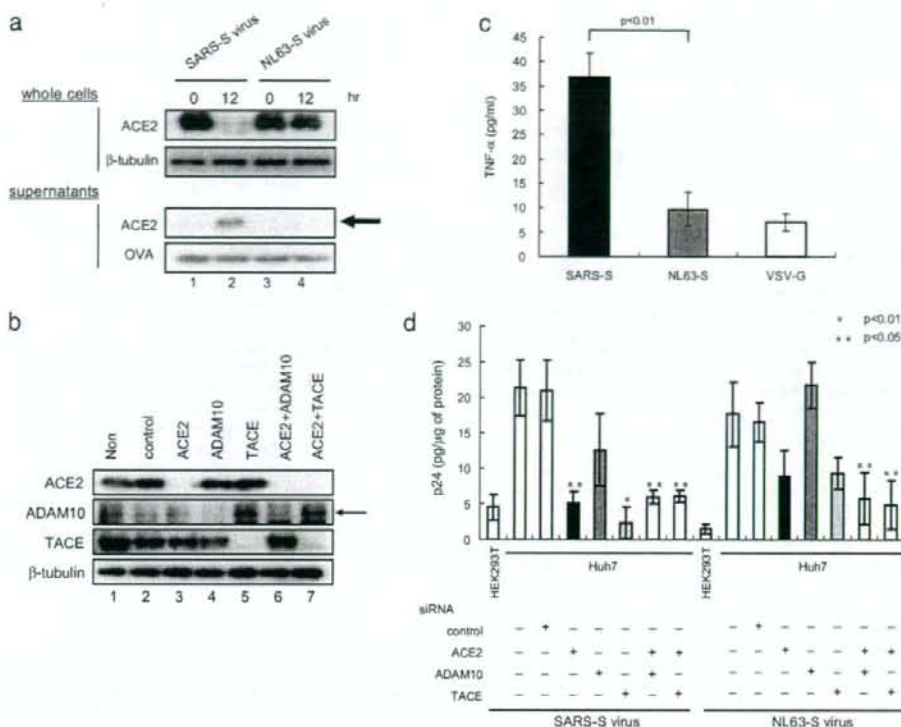 a
SARS-S virus
NL63-S virus
whole cells
0 12 0 12 hr
ACE2
β-tubulin
supernatants
ACE2
OVA
1 2 3 4
b
Non
control
ACE2
ADAM10
TACE
ACE2+ADAM10
ACE2+TACE
ACE2
ADAM10
TACE
β-tubulin
1 2 3 4 5 6 7
c
p<0.01
TNF-α (pg/ml)
45
40
35
30
25
20
15
10
5
0
SARS-S NL63-S VSV-G
d
* p<0.01
** p<0.05
p24 (pg/μg of protein)
30
25
20
15
10
5
0
** * ** ** ** **
HEK293T
Huh7
HEK293T
Huh7
siRNA
control – + – – – – – – + – – – – –
ACE2 – – + – – + + – – + – – + +
ADAM10 – – – + – + – – – – + – + –
TACE – – – – + – + – – – – + – +
SARS-S virus NL63-S virus